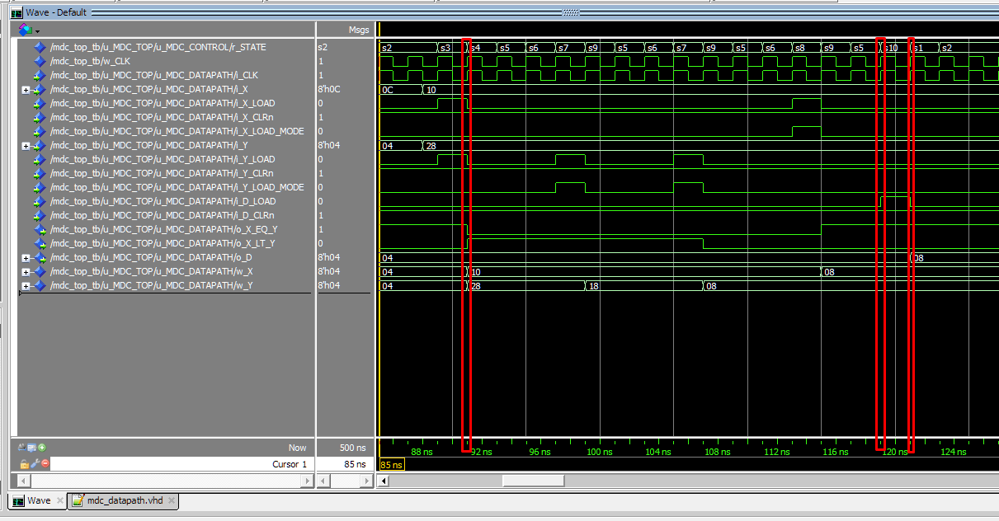 Wave - Default
Msgs
/mdc_top_tb/u_MDC_TOP/u_MDC_CONTROL/r_STATE s2 s2 s3 s4 s5 s6 s7 s9 s5 s6 s7 s9 s5 s6 s8 s9 s5 s10 s1 s2
/mdc_top_tb/w_CLK 1
/mdc_top_tb/u_MDC_TOP/u_MDC_DATAPATH/i_CLK 1
/mdc_top_tb/u_MDC_TOP/u_MDC_DATAPATH/i_X 8'h0C 0C 10
/mdc_top_tb/u_MDC_TOP/u_MDC_DATAPATH/i_X_LOAD 0
/mdc_top_tb/u_MDC_TOP/u_MDC_DATAPATH/i_X_CLRn 1
/mdc_top_tb/u_MDC_TOP/u_MDC_DATAPATH/i_X_LOAD_MODE 0
/mdc_top_tb/u_MDC_TOP/u_MDC_DATAPATH/i_Y 8'h04 04 28
/mdc_top_tb/u_MDC_TOP/u_MDC_DATAPATH/i_Y_LOAD 0
/mdc_top_tb/u_MDC_TOP/u_MDC_DATAPATH/i_Y_CLRn 1
/mdc_top_tb/u_MDC_TOP/u_MDC_DATAPATH/i_Y_LOAD_MODE 0
/mdc_top_tb/u_MDC_TOP/u_MDC_DATAPATH/i_D_LOAD 0
/mdc_top_tb/u_MDC_TOP/u_MDC_DATAPATH/i_D_CLRn 1
/mdc_top_tb/u_MDC_TOP/u_MDC_DATAPATH/o_X_EQ_Y 1
/mdc_top_tb/u_MDC_TOP/u_MDC_DATAPATH/o_X_LT_Y 0
/mdc_top_tb/u_MDC_TOP/u_MDC_DATAPATH/o_D 8'h04 04 08
/mdc_top_tb/u_MDC_TOP/u_MDC_DATAPATH/w_X 8'h04 04 10 08
/mdc_top_tb/u_MDC_TOP/u_MDC_DATAPATH/w_Y 8'h04 04 28 18 08
Now 500 ns 88 ns 92 ns 96 ns 100 ns 104 ns 108 ns 112 ns 116 ns 120 ns 124 ns
Cursor 1 85 ns 85 ns
Wave mdc_datapath.vhd